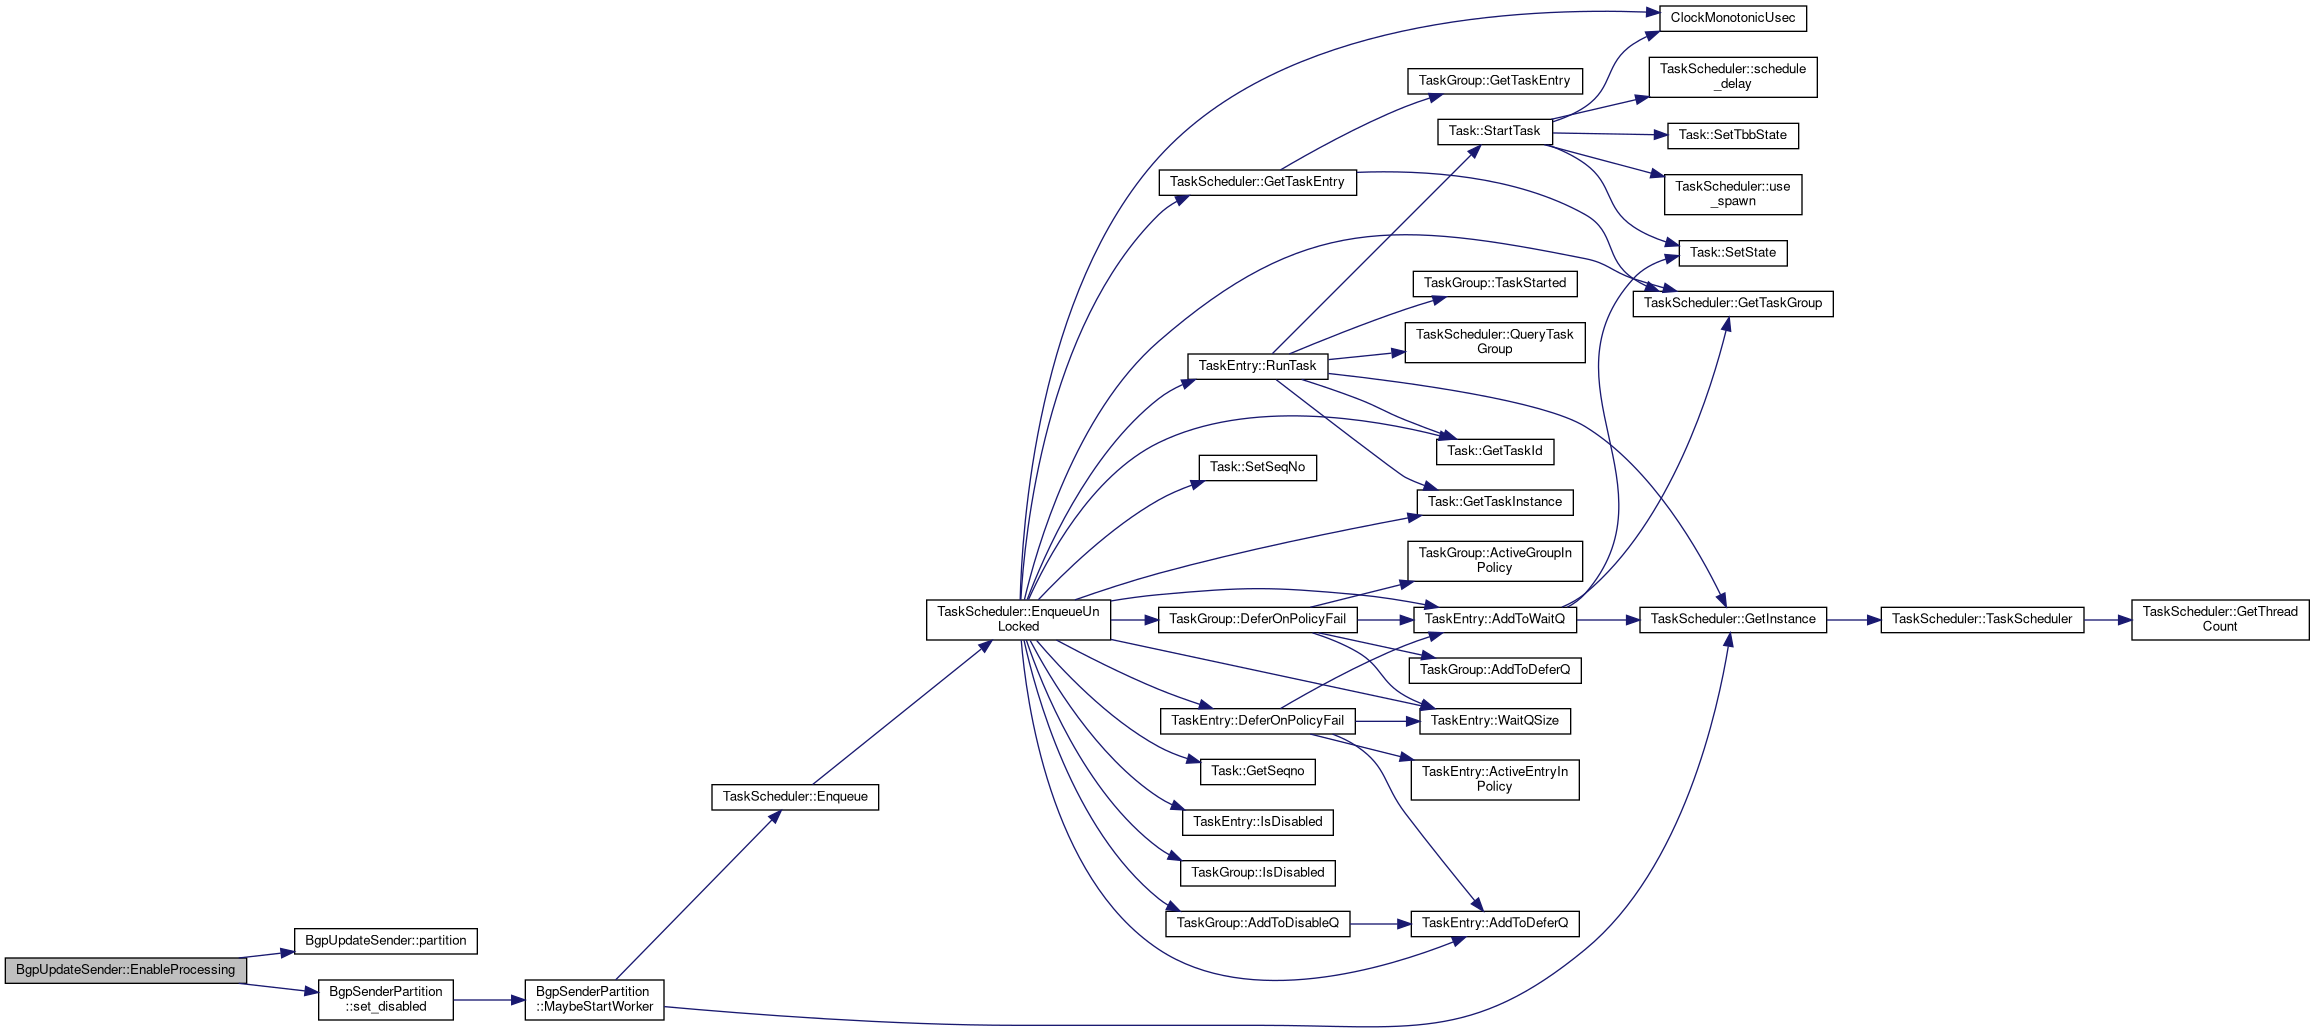 ClockMonotonicUsec
TaskScheduler::schedule
_delay
TaskGroup::GetTaskEntry
Task::StartTask
Task::SetTbbState
TaskScheduler::GetTaskEntry
TaskScheduler::use
_spawn
Task::SetState
TaskGroup::TaskStarted
TaskScheduler::GetTaskGroup
TaskScheduler::QueryTask
Group
TaskEntry::RunTask
Task::GetTaskId
Task::SetSeqNo
Task::GetTaskInstance
TaskGroup::ActiveGroupIn
Policy
TaskScheduler::EnqueueUn
Locked
TaskGroup::DeferOnPolicyFail
TaskEntry::AddToWaitQ
TaskScheduler::GetInstance
TaskScheduler::TaskScheduler
TaskScheduler::GetThread
Count
TaskGroup::AddToDeferQ
TaskEntry::DeferOnPolicyFail
TaskEntry::WaitQSize
Task::GetSeqno
TaskEntry::ActiveEntryIn
Policy
TaskScheduler::Enqueue
TaskEntry::IsDisabled
TaskGroup::IsDisabled
TaskGroup::AddToDisableQ
TaskEntry::AddToDeferQ
BgpUpdateSender::partition
BgpUpdateSender::EnableProcessing
BgpSenderPartition
::set_disabled
BgpSenderPartition
::MaybeStartWorker